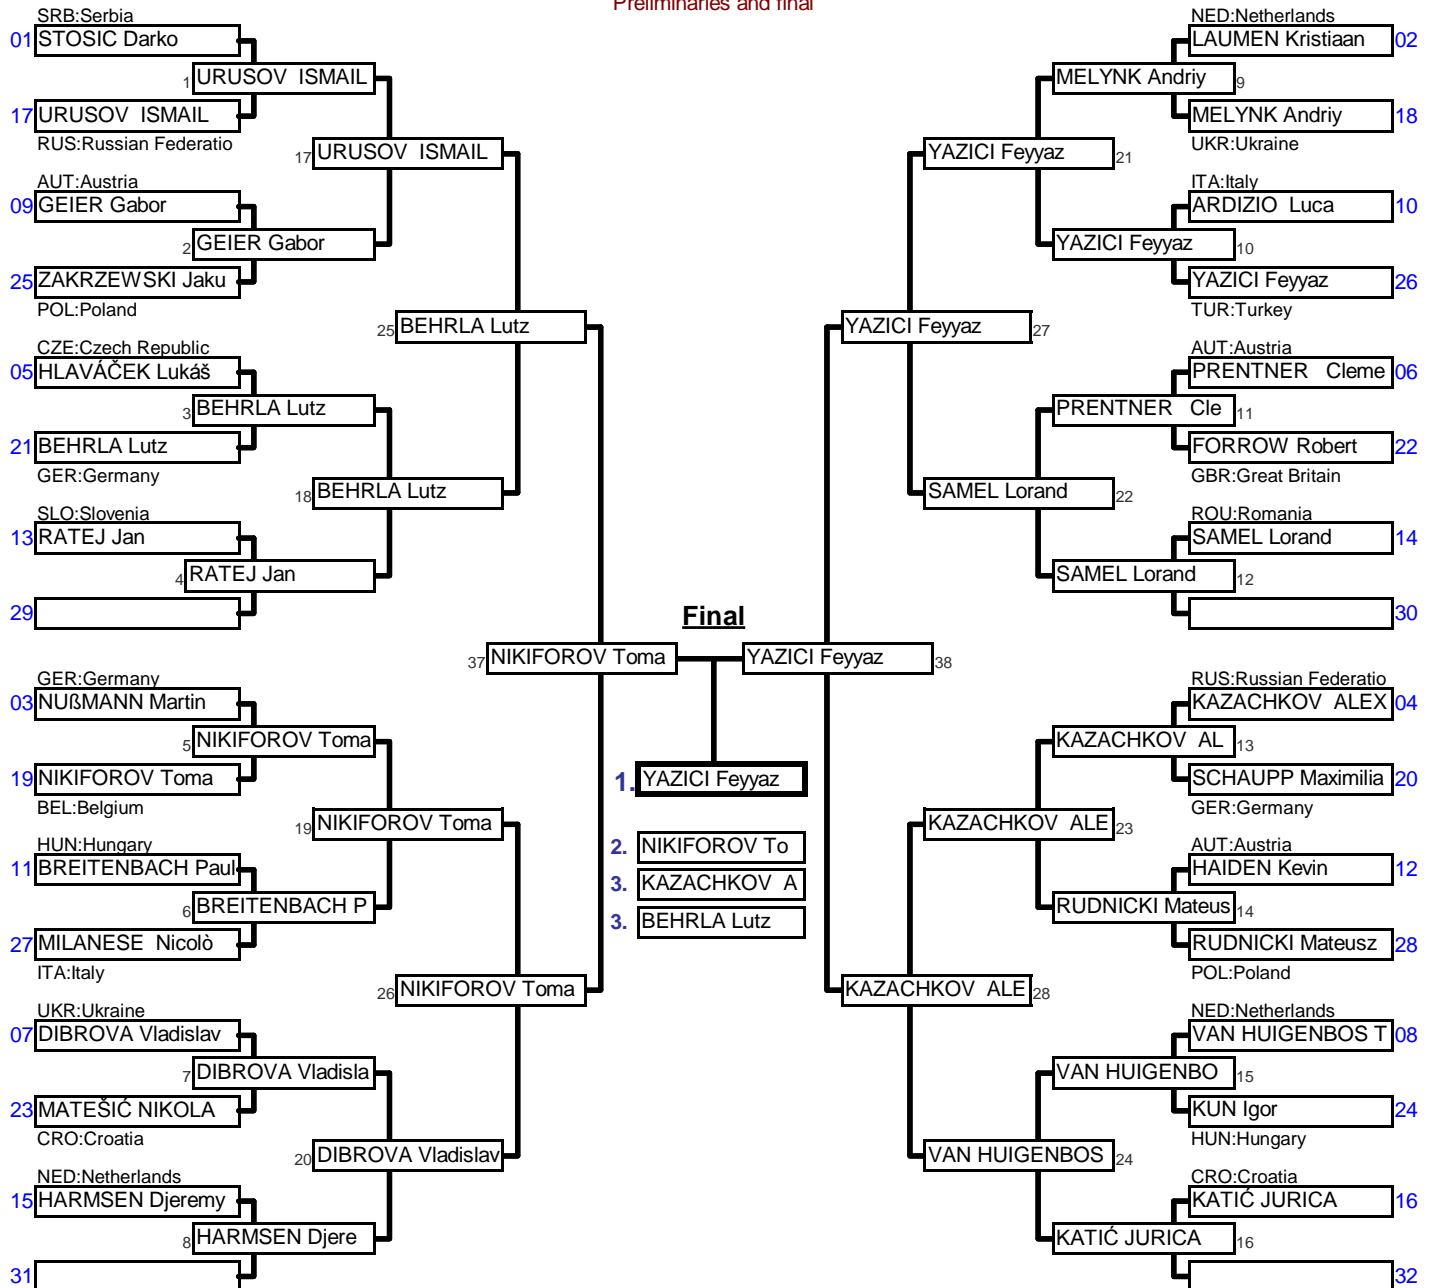 Preliminaries and final
SRB:Serbia
01 STOSIC Darko
1 URUSOV ISMAIL
17 URUSOV ISMAIL
RUS:Russian Federatio
17 URUSOV ISMAIL
AUT:Austria
09 GEIER Gabor
2 GEIER Gabor
25 ZAKRZEWSKI Jaku
POL:Poland
25 BEHRLA Lutz
CZE:Czech Republic
05 HLAVÁČEK Lukáš
3 BEHRLA Lutz
21 BEHRLA Lutz
GER:Germany
18 BEHRLA Lutz
SLO:Slovenia
13 RATEJ Jan
4 RATEJ Jan
29
37 NIKIFOROV Toma
GER:Germany
03 NUßMANN Martin
5 NIKIFOROV Toma
19 NIKIFOROV Toma
BEL:Belgium
19 NIKIFOROV Toma
HUN:Hungary
11 BREITENBACH Paul
6 BREITENBACH P
27 MILANESE Nicolò
ITA:Italy
26 NIKIFOROV Toma
UKR:Ukraine
07 DIBROVA Vladislav
7 DIBROVA Vladisla
23 MATEŠIĆ NIKOLA
CRO:Croatia
20 DIBROVA Vladislav
NED:Netherlands
15 HARMSEN Djeremy
8 HARMSEN Djere
31
Final
1. YAZICI Feyyaz
2. NIKIFOROV To
3. KAZACHKOV A
3. BEHRLA Lutz
NED:Netherlands
LAUMEN Kristiaan 02
MELYNK Andriy 9
MELYNK Andriy 18
UKR:Ukraine
YAZICI Feyyaz 21
ITA:Italy
ARDIZIO Luca 10
YAZICI Feyyaz 10
YAZICI Feyyaz 26
TUR:Turkey
YAZICI Feyyaz 27
AUT:Austria
PRENTNER Cleme 06
PRENTNER Cle 11
FORROW Robert 22
GBR:Great Britain
SAMEL Lorand 22
ROU:Romania
SAMEL Lorand 14
SAMEL Lorand 12
30
YAZICI Feyyaz 38
RUS:Russian Federatio
KAZACHKOV ALEX 04
KAZACHKOV AL 13
SCHAUPP Maximilia 20
GER:Germany
KAZACHKOV ALE 23
AUT:Austria
HAIDEN Kevin 12
RUDNICKI Mateus 14
RUDNICKI Mateusz 28
POL:Poland
KAZACHKOV ALE 28
NED:Netherlands
VAN HUIGENBOS T 08
VAN HUIGENBO 15
KUN Igor 24
HUN:Hungary
VAN HUIGENBOS 24
CRO:Croatia
KATIĆ JURICA 16
KATIĆ JURICA 16
32